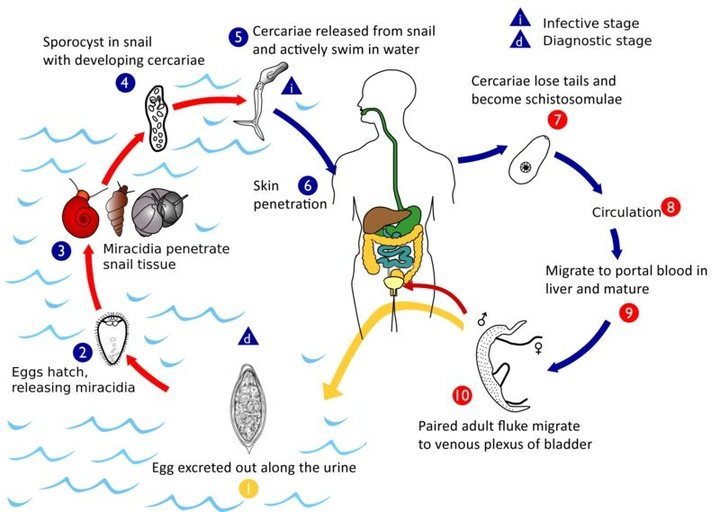 5
Cercariae released from snail
and actively swim in water
i
Infective stage
d
Diagnostic stage
Sporocyst in snail
with developing cercariae
4
i
Cercariae lose tails and
become schistosomulae
7
Skin
penetration
6
Circulation
8
3
Miracidia penetrate
snail tissue
Migrate to portal blood in
liver and mature
9
2
Eggs hatch,
releasing miracidia
d
♂
♀
10
Paired adult fluke migrate
to venous plexus of bladder
Egg excreted out along the urine
1